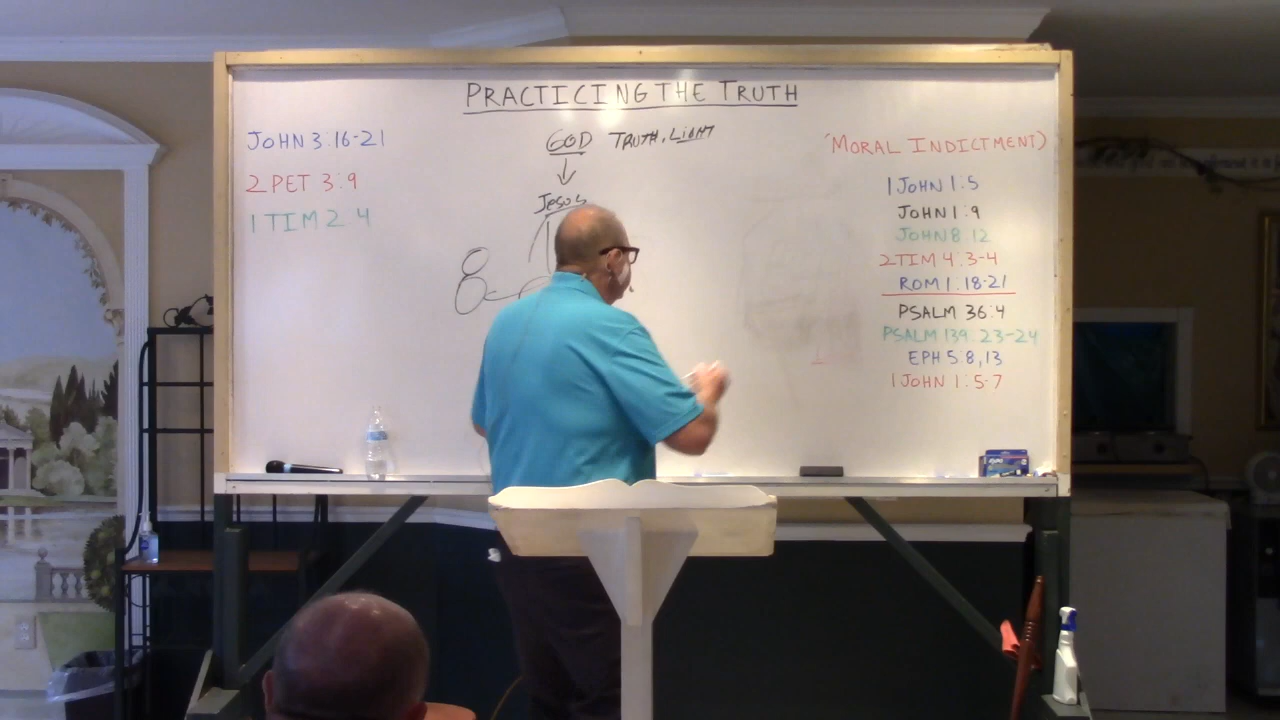 PRACTICING THE TRUTH
JOHN 3:16-21
2 PET 3:9
1 TIM 2:4
GOD TRUTH, LIGHT
Jesus
8
'MORAL INDICTMENT)
1 JOHN 1:5
JOHN 1:9
JOHN 8:12
2 TIM 4:3-4
ROM 1:18-21
PSALM 36:4
PSALM 139:23-24
EPH 5:8,13
1 JOHN 1:5-7